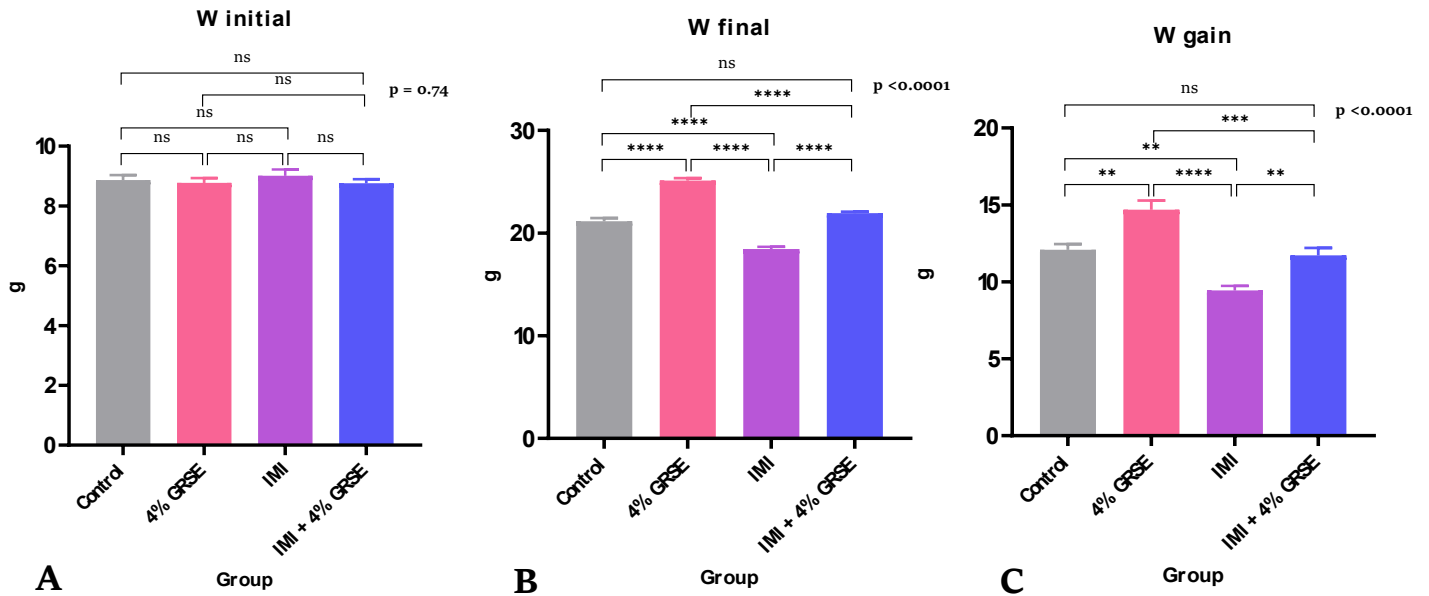 W initial
ns
ns
p = 0.74
ns
ns ns ns
10
8
6
4
2
0
g
Control
4% GRSE
IMI
IMI + 4% GRSE
A
Group
W final
ns
p <0.0001
****
****
**** **** ****
30
20
10
0
g
Control
4% GRSE
IMI
IMI + 4% GRSE
B
Group
W gain
ns
p <0.0001
***
**
** **** **
20
15
10
5
0
g
Control
4% GRSE
IMI
IMI + 4% GRSE
C
Group